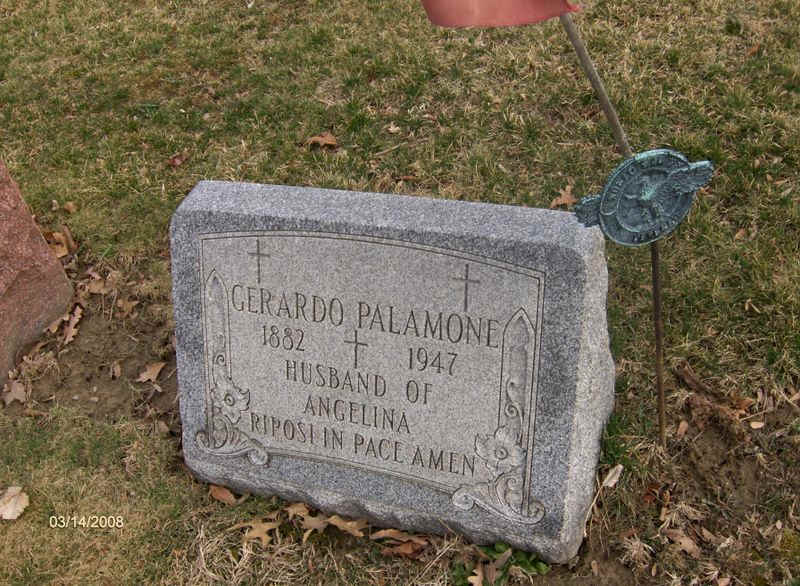 GERARDO PALAMONE
1882 1947
HUSBAND OF
ANGELINA
RIPOSI IN PACE AMEN
03/14/2008